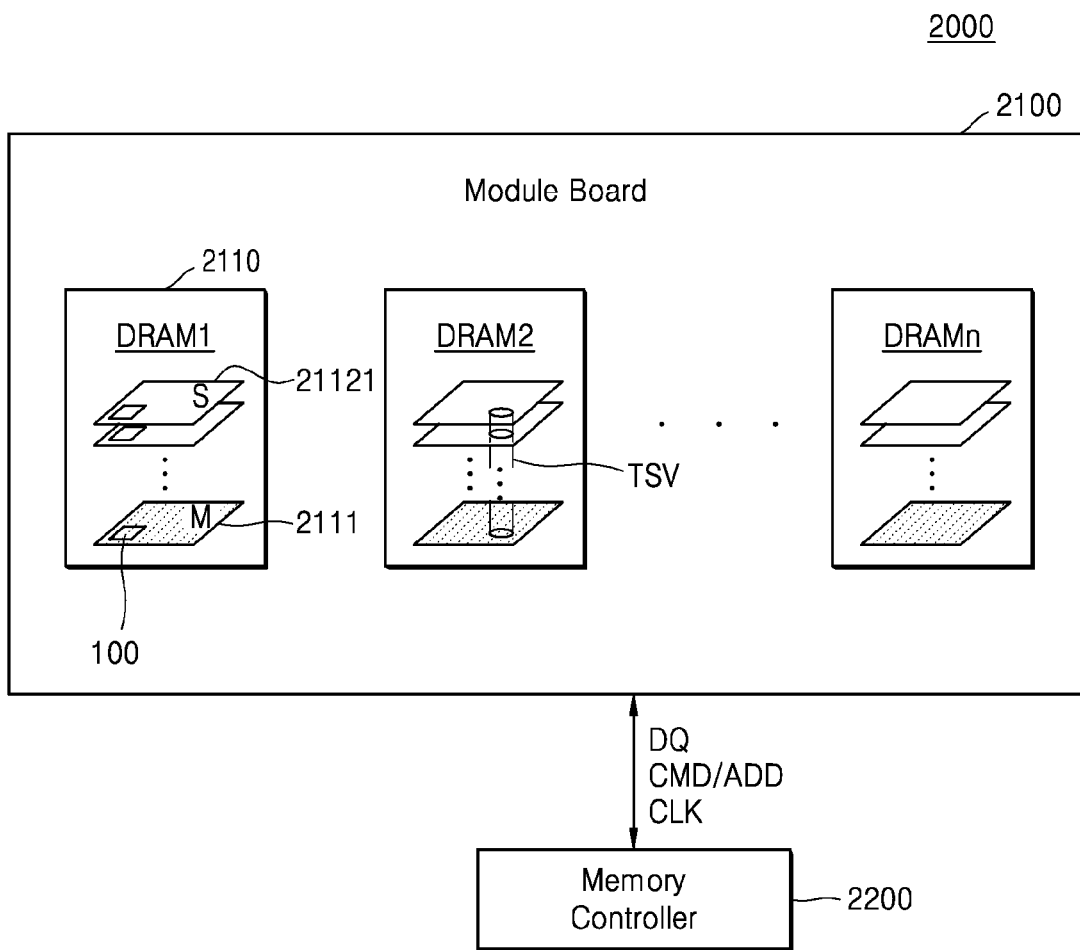 2000
2100
Module Board
2110
DRAM1
DRAM2
DRAMn
S
21121
TSV
M
2111
100
DQ
CMD/ADD
CLK
Memory
Controller
2200